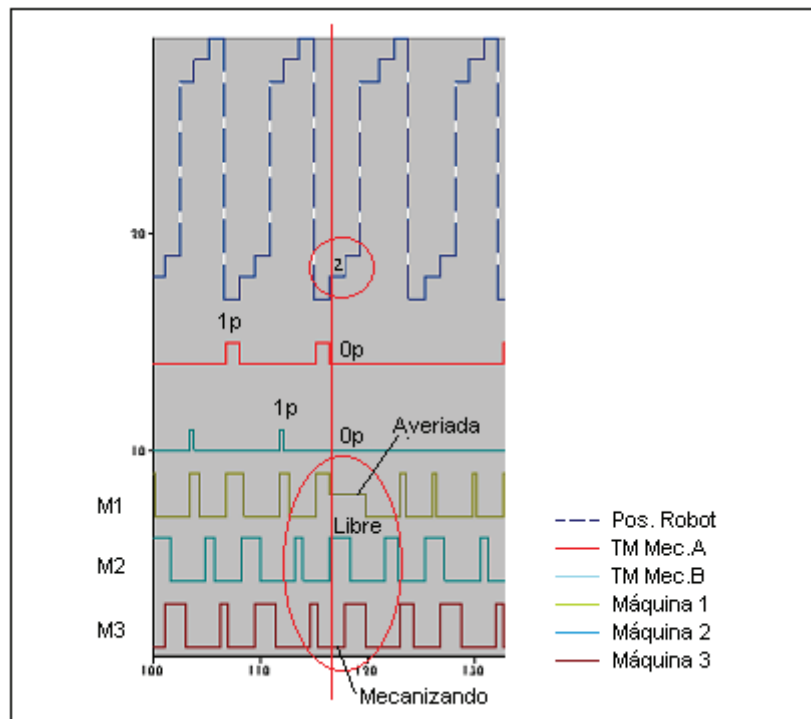 20
2
1p
0p
1p
0p
Averiada
10
M1
Libre
M2
M3
100
110
120
130
Mecanizando
Pos. Robot
TM Mec.A
TM Mec.B
Máquina 1
Máquina 2
Máquina 3